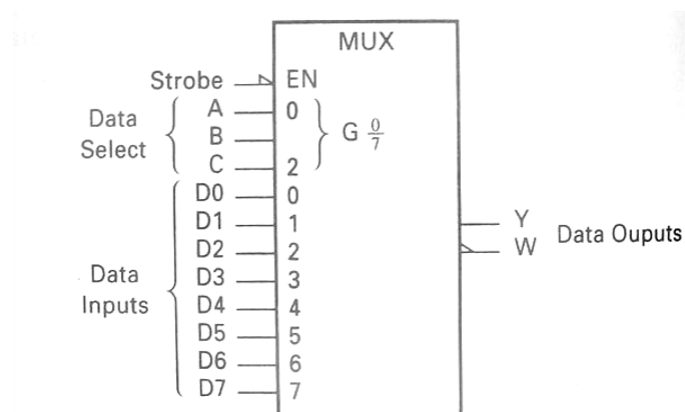 MUX
Strobe EN
A 0
Data Select
B
G 0/7
C 2
D0 0
D1 1
Y
D2 2
W
Data Ouputs
D3 3
Data Inputs
D4 4
D5 5
D6 6
D7 7